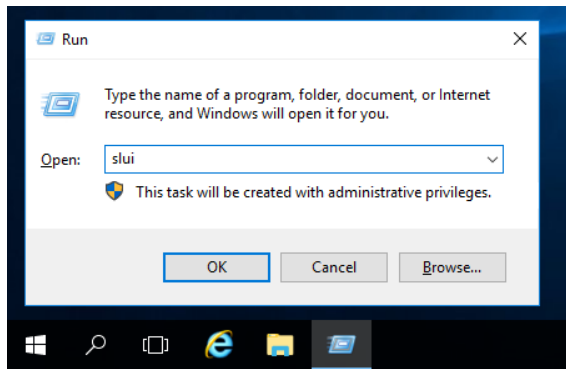 Run
Type the name of a program, folder, document, or Internet
resource, and Windows will open it for you.
Open: slui
This task will be created with administrative privileges.
OK Cancel Browse...